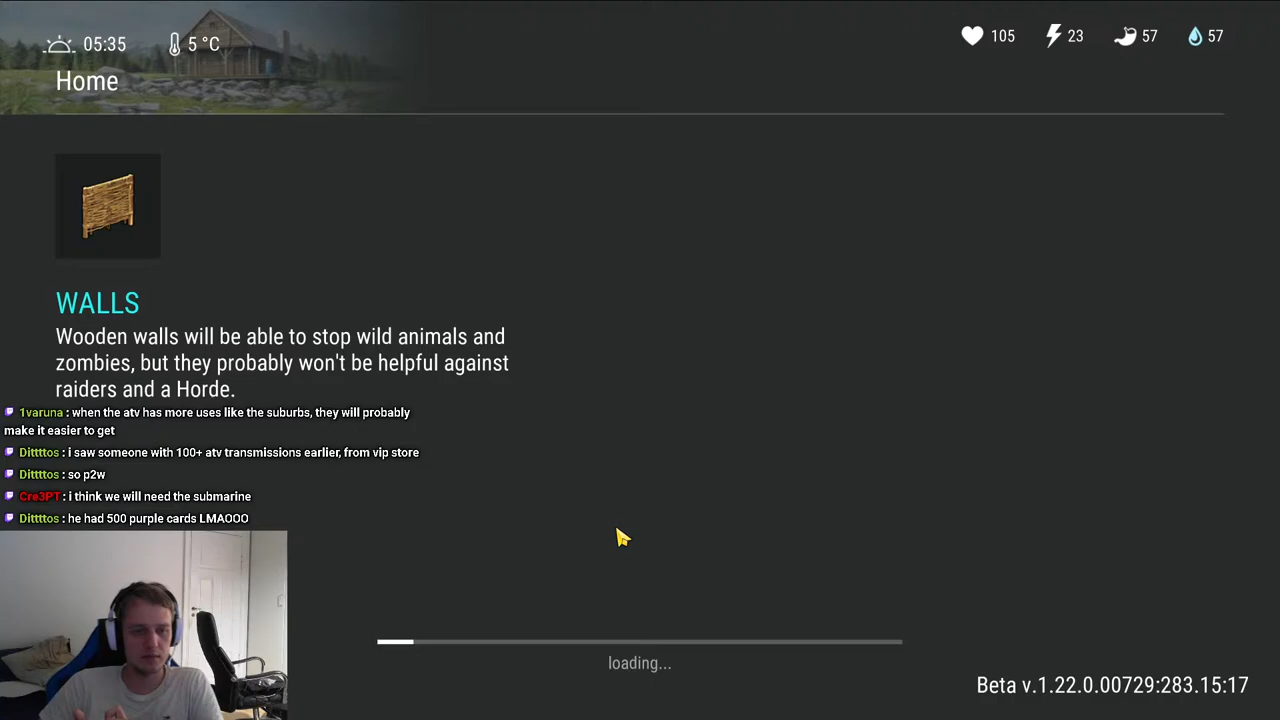 05:35 5 °C 105 23 57 57
Home
WALLS
Wooden walls will be able to stop wild animals and
zombies, but they probably won't be helpful against
raiders and a Horde.
1varuna : when the atv has more uses like the suburbs, they will probably
make it easier to get
Dittttos : i saw someone with 100+ atv transmissions earlier, from vip store
Dittttos : so p2w
Cre3PT : i think we will need the submarine
Dittttos : he had 500 purple cards LMAOOO
loading...
Beta v.1.22.0.00729:283.15:17